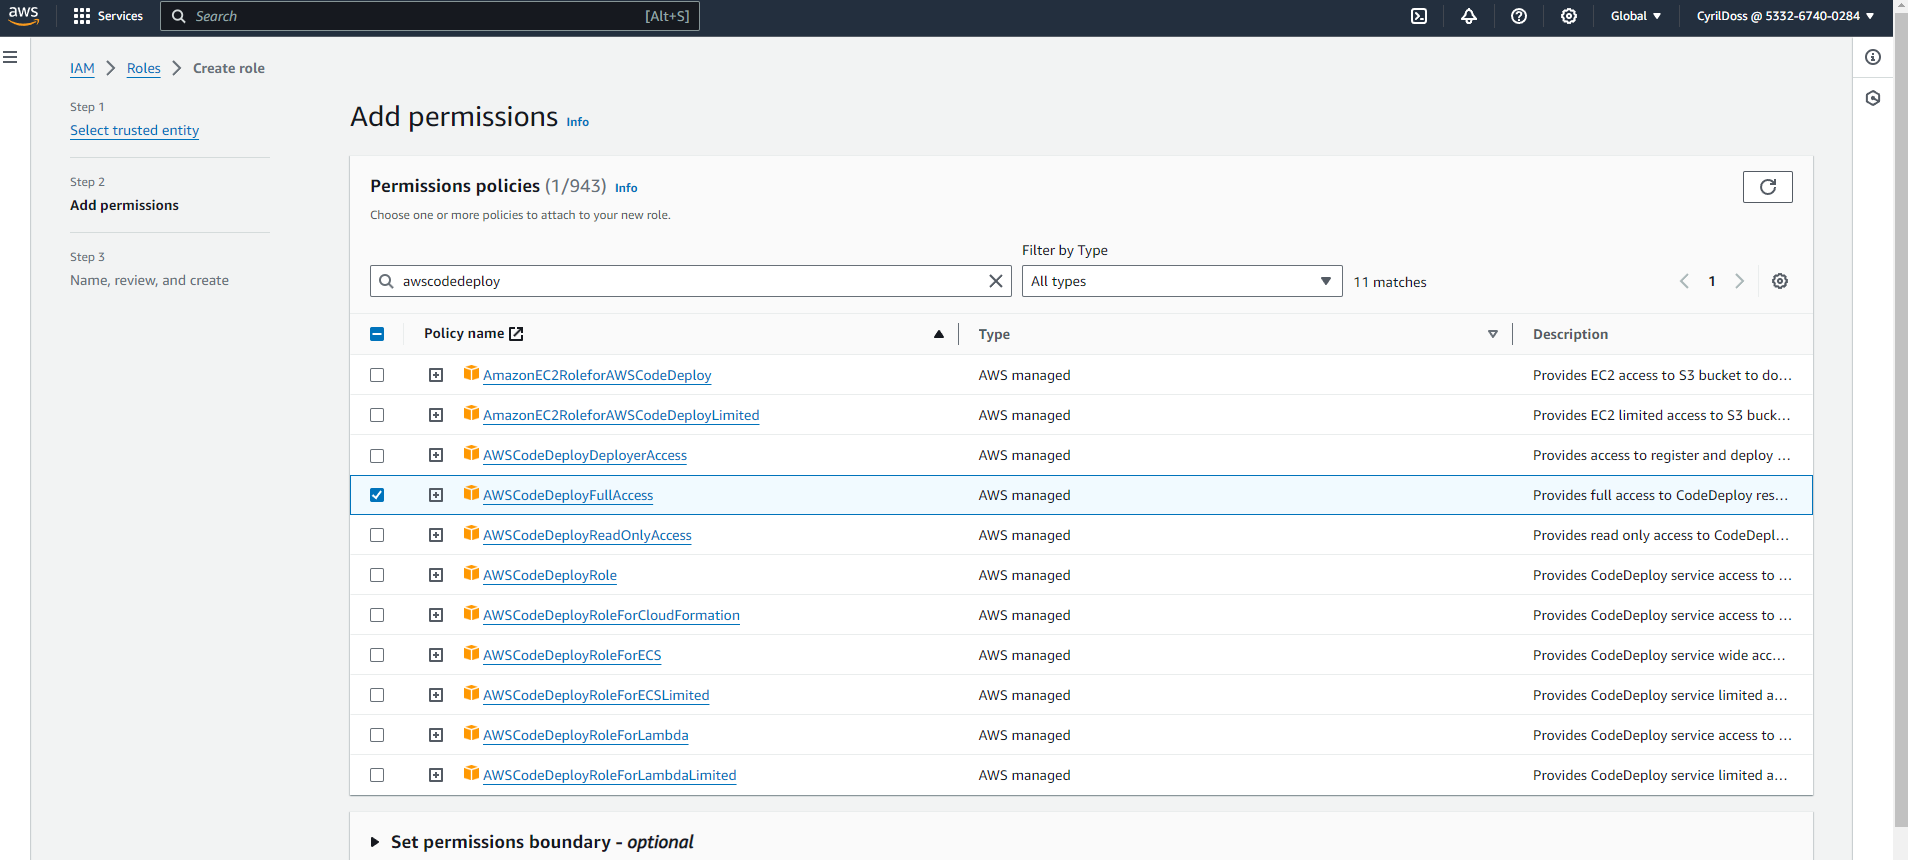 aws
Services
Search [Alt+S]
Global
CyrilDoss @ 5332-6740-0284
IAM Roles Create role
Step 1
Select trusted entity
Step 2
Add permissions
Step 3
Name, review, and create
Add permissions Info
Permissions policies (1/943) Info
Choose one or more policies to attach to your new role.
Filter by Type
awscodedeploy
All types
11 matches
1
Policy name Type Description
AmazonEC2RoleforAWSCodeDeploy AWS managed Provides EC2 access to S3 bucket to do...
AmazonEC2RoleforAWSCodeDeployLimited AWS managed Provides EC2 limited access to S3 buck...
AWSCodeDeployDeployerAccess AWS managed Provides access to register and deploy ...
AWSCodeDeployFullAccess AWS managed Provides full access to CodeDeploy res...
AWSCodeDeployReadOnlyAccess AWS managed Provides read only access to CodeDepl...
AWSCodeDeployRole AWS managed Provides CodeDeploy service access to ...
AWSCodeDeployRoleForCloudFormation AWS managed Provides CodeDeploy service access to ...
AWSCodeDeployRoleForECS AWS managed Provides CodeDeploy service wide acc...
AWSCodeDeployRoleForECSLimited AWS managed Provides CodeDeploy service limited a...
AWSCodeDeployRoleForLambda AWS managed Provides CodeDeploy service access to ...
AWSCodeDeployRoleForLambdaLimited AWS managed Provides CodeDeploy service limited a...
Set permissions boundary - optional